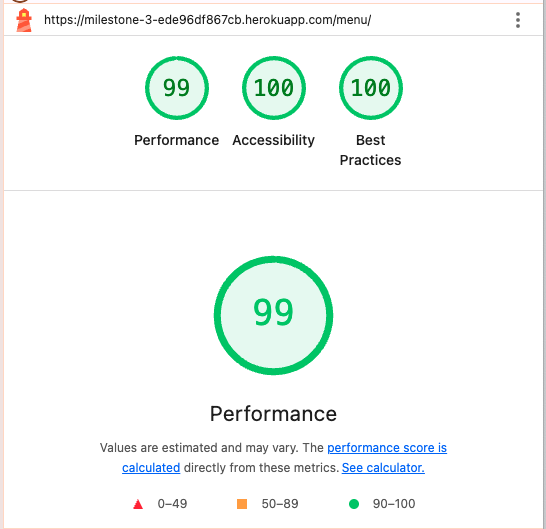 https://milestone-3-ede96df867cb.herokuapp.com/menu/
99 100 100
Performance Accessibility Best
Practices
99
Performance
Values are estimated and may vary. The performance score is
calculated directly from these metrics. See calculator.
0–49 50–89 90–100